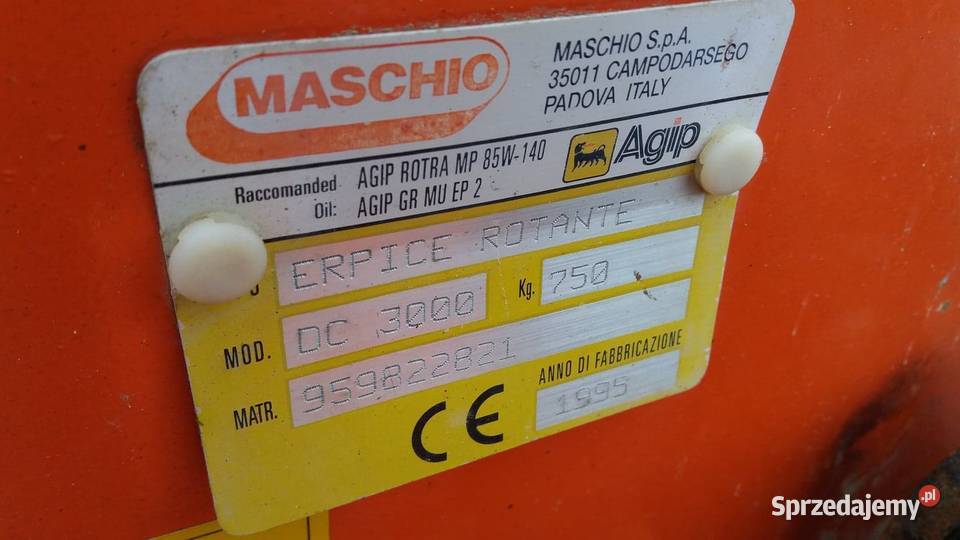 MASCHIO
MASCHIO S.p.A.
35011 CAMPODARSEGO
PADOVA ITALY
Raccomanded Oil:
AGIP ROTRA MP 85W-140
AGIP GR MU EP 2
Agip
ERPICE ROTANTE
MOD. DC 3000 Kg. 750
MATR. 959822821
CE
ANNO DI FABBRICAZIONE
1995
Sprzedajemy.pl